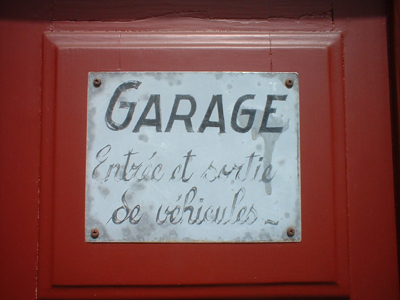 GARAGE
Entrée et sortie
de véhicules